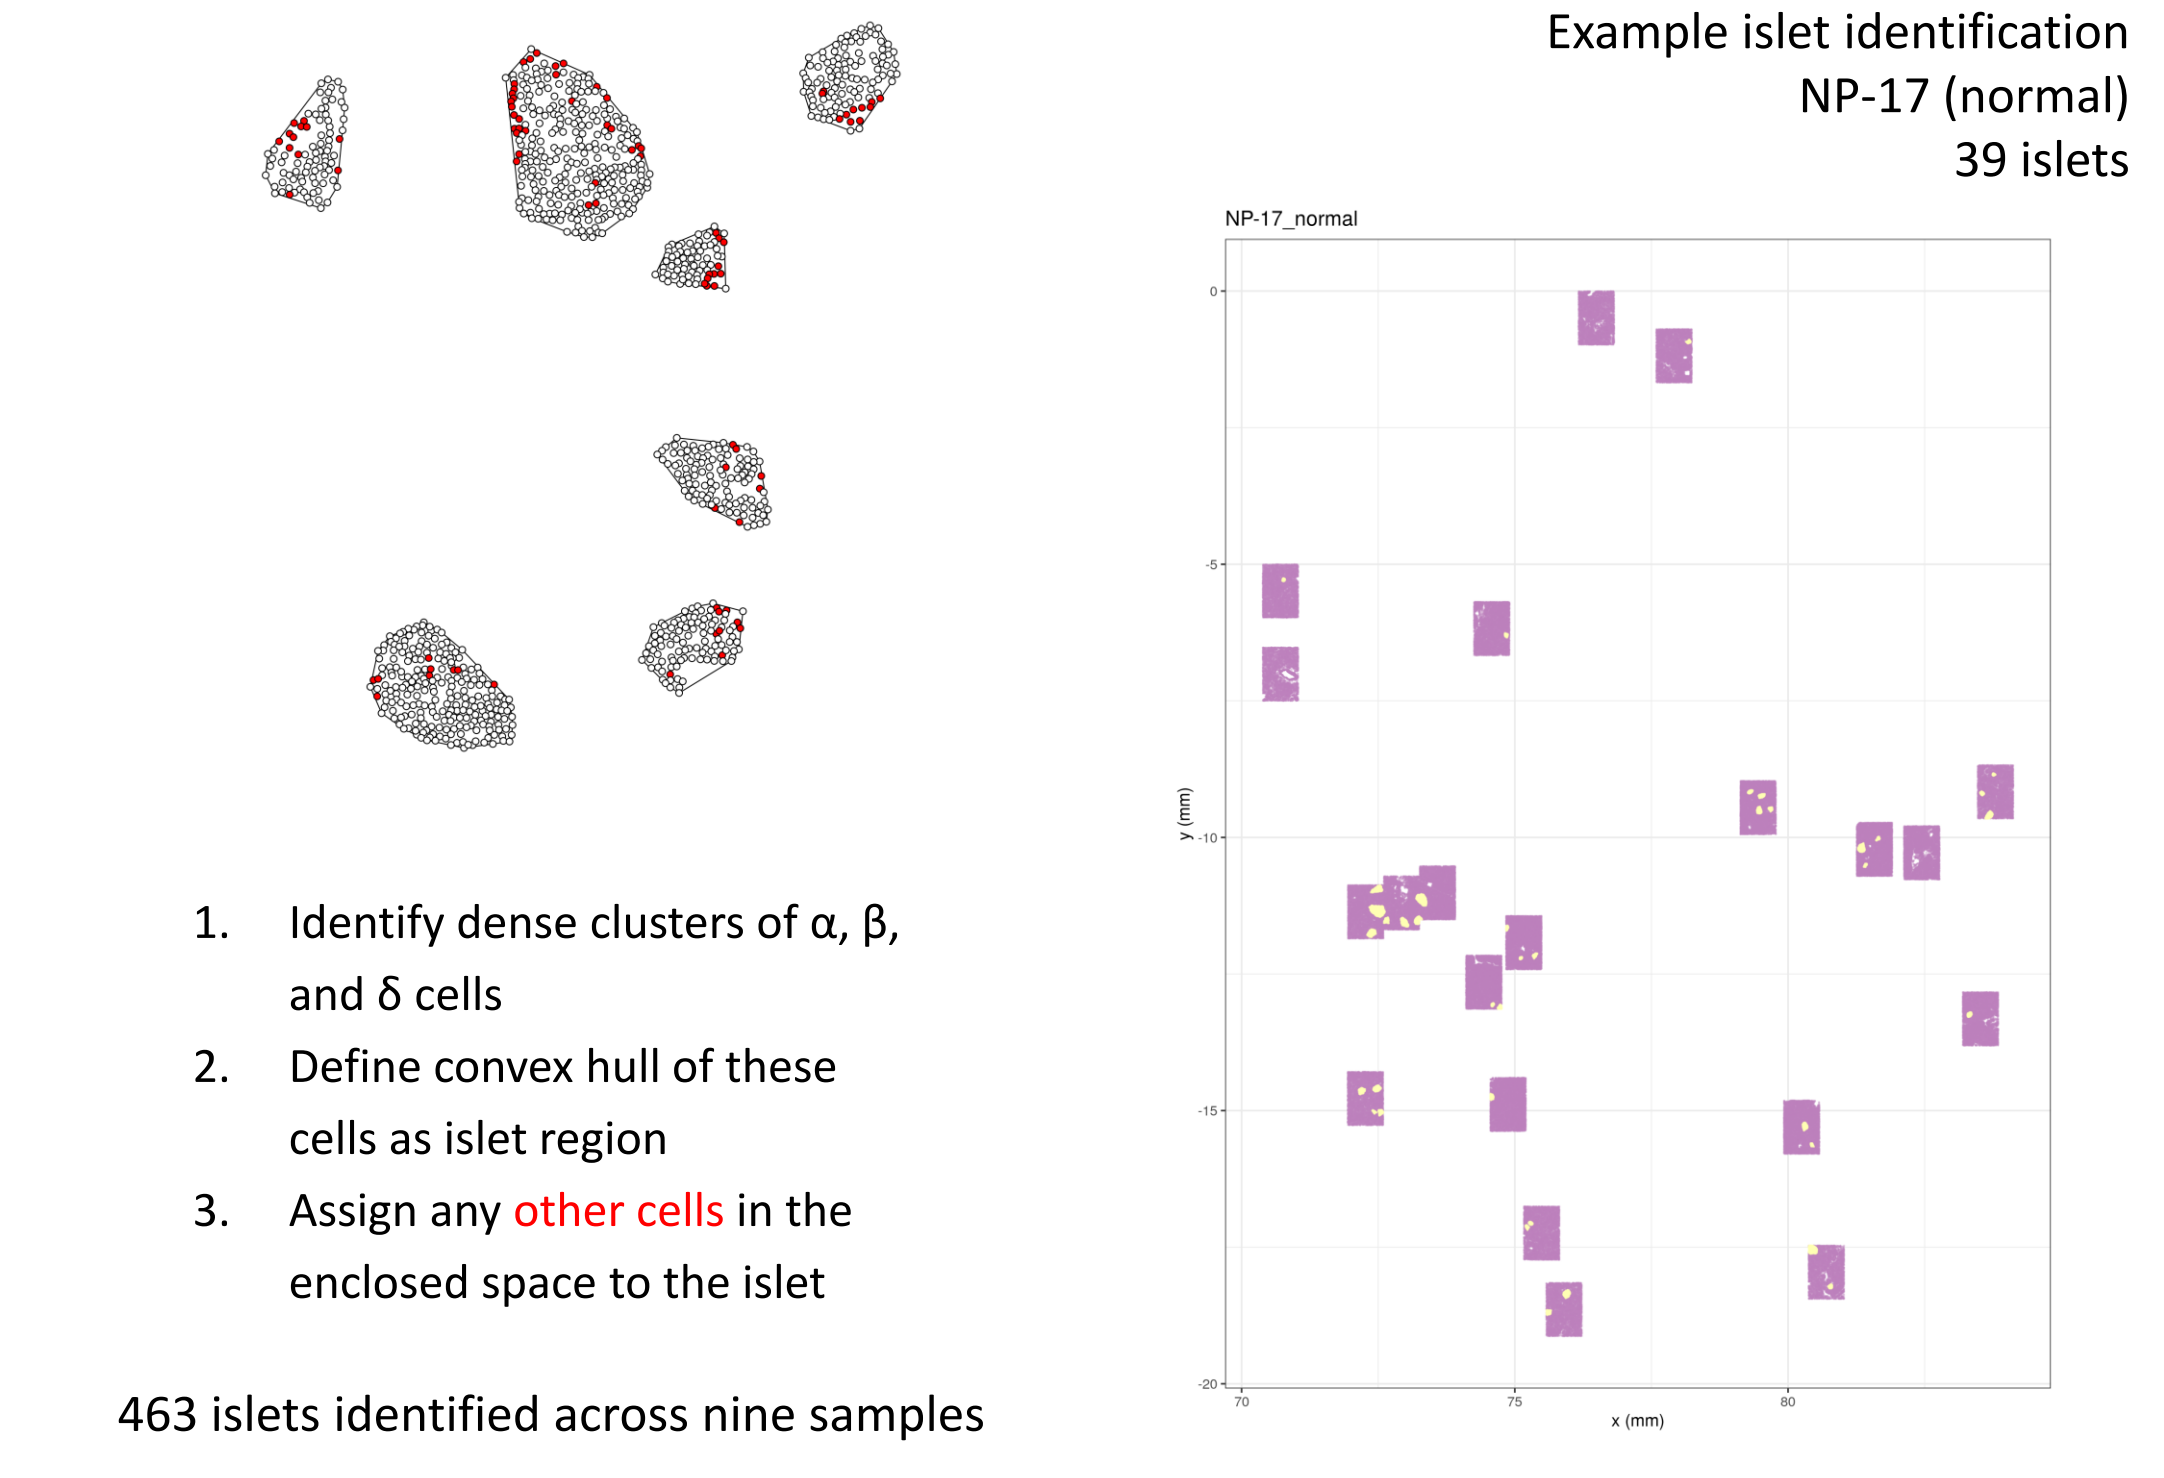 Example islet identification
NP-17 (normal)
39 islets
NP-17_normal
0
-5
-10
-15
-20
y (mm)
70
75
80
x (mm)
1. Identify dense clusters of α, β,
and δ cells
2. Define convex hull of these
cells as islet region
3. Assign any other cells in the
enclosed space to the islet
463 islets identified across nine samples